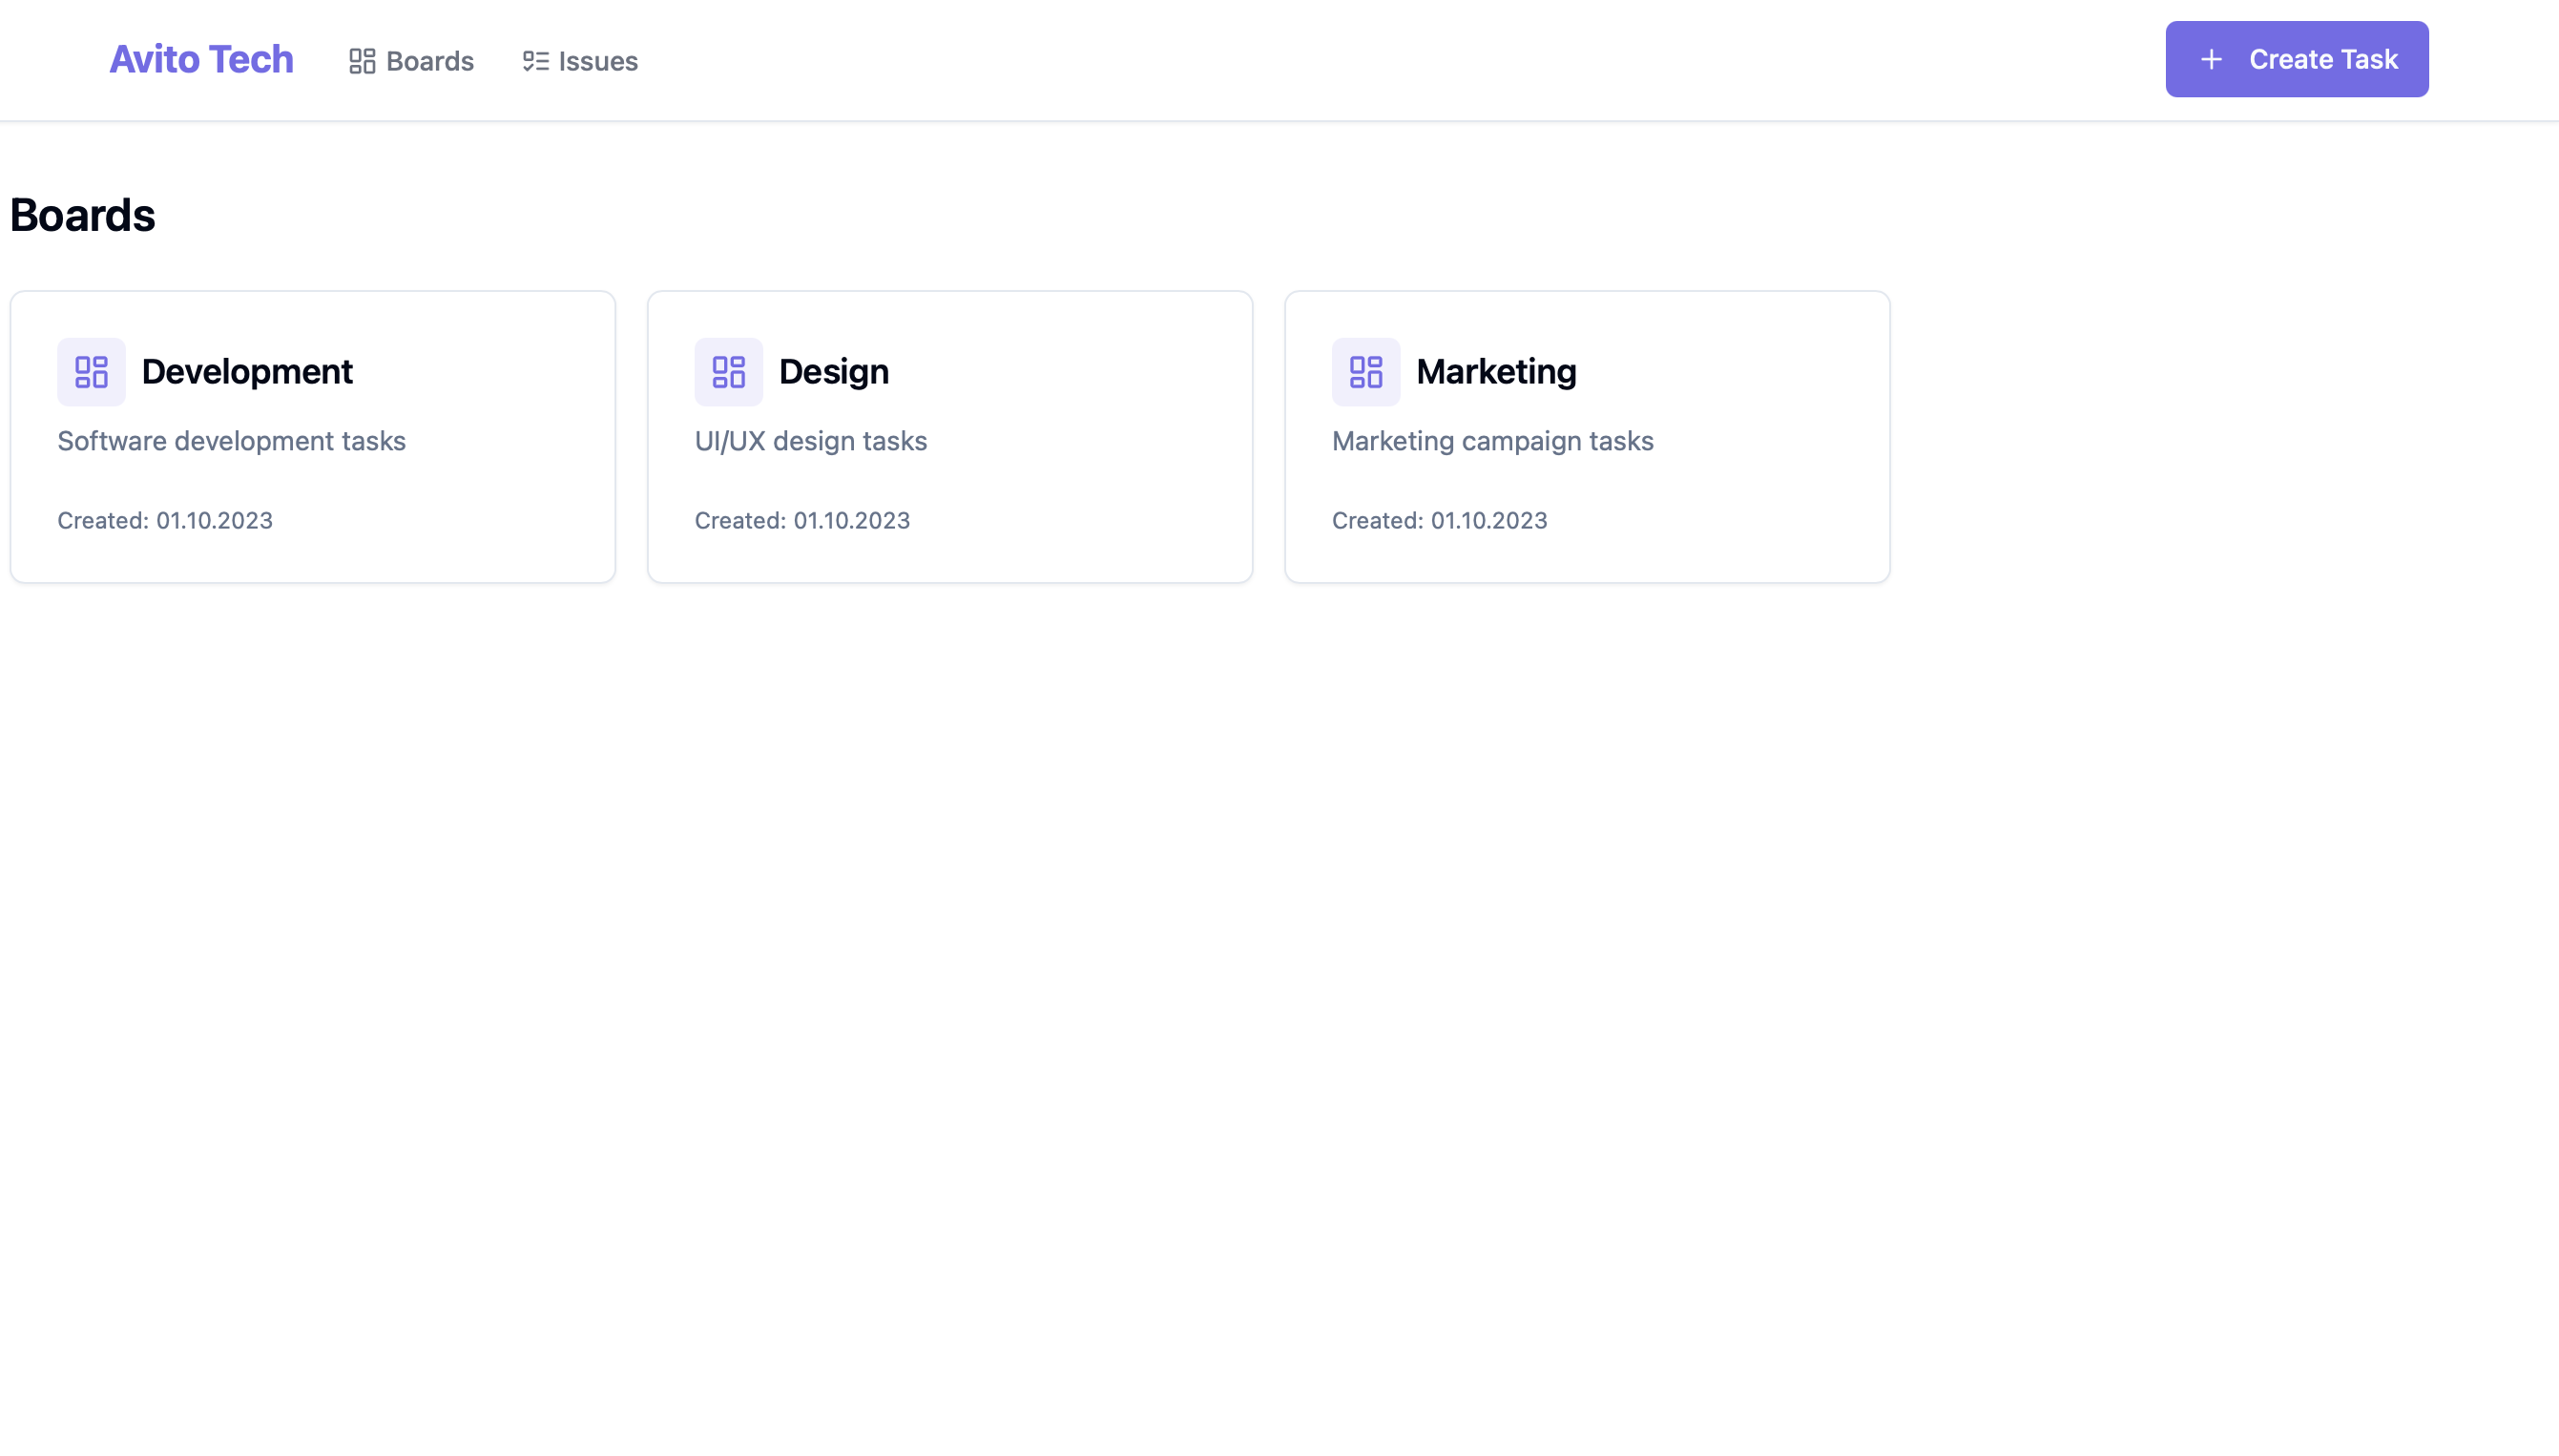 Avito Tech
Boards
Issues
Create Task
Boards
Development
Software development tasks
Created: 01.10.2023
Design
UI/UX design tasks
Created: 01.10.2023
Marketing
Marketing campaign tasks
Created: 01.10.2023